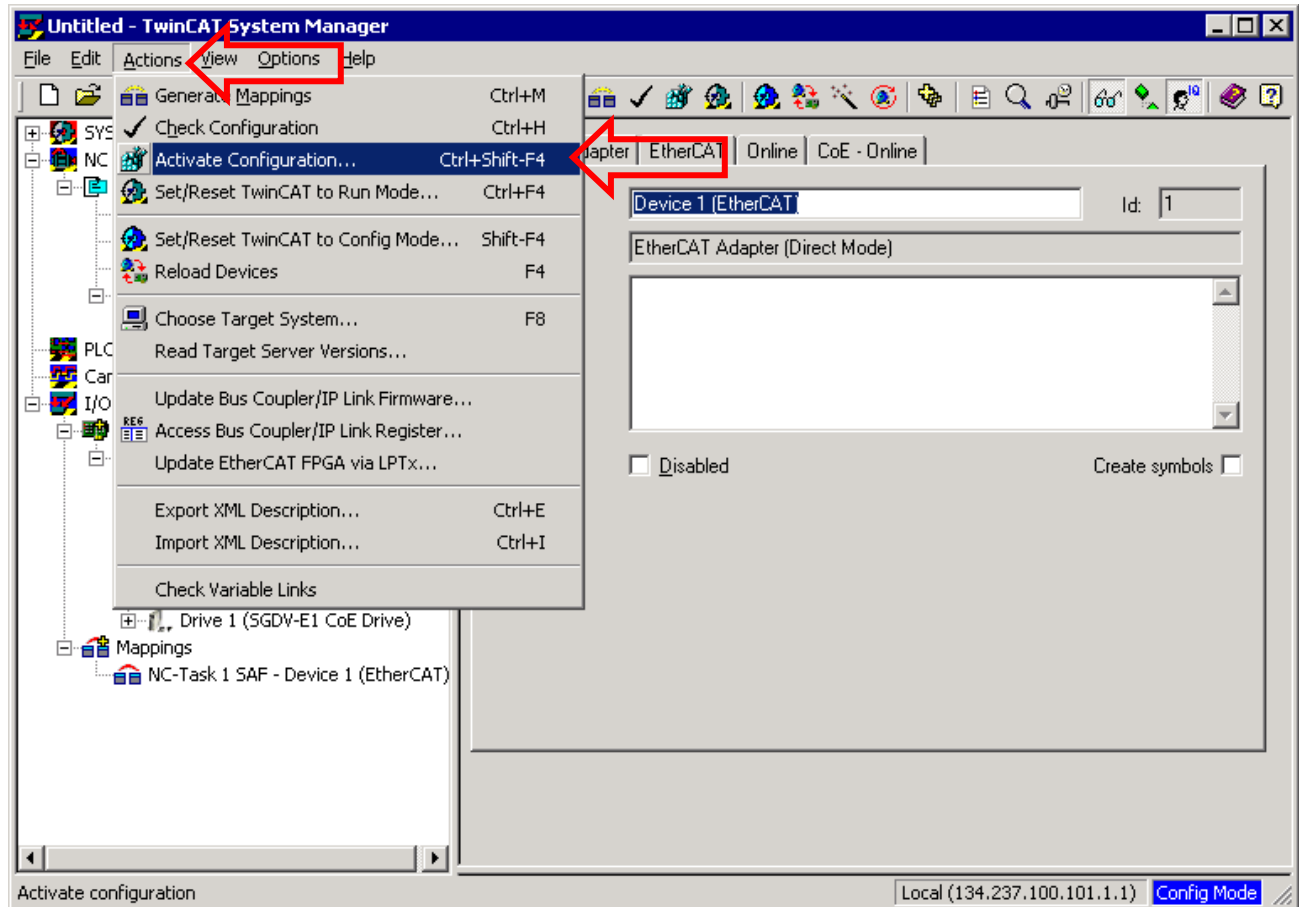 Untitled - TwinCAT System Manager
File Edit Actions View Options Help
Generate Mappings Ctrl+M
Check Configuration Ctrl+H
Activate Configuration... Ctrl+Shift-F4
Set/Reset TwinCAT to Run Mode... Ctrl+F4
Set/Reset TwinCAT to Config Mode... Shift-F4
Reload Devices F4
Choose Target System... F8
Read Target Server Versions...
Update Bus Coupler/IP Link Firmware...
REG
Access Bus Coupler/IP Link Register...
Update EtherCAT FPGA via LPTx...
Export XML Description... Ctrl+E
Import XML Description... Ctrl+I
Check Variable Links
SYS
NC
PLC
Car
I/O
Drive 1 (SGDV-E1 CoE Drive)
Mappings
NC-Task 1 SAF - Device 1 (EtherCAT)
dapter EtherCAT Online CoE - Online
Device 1 (EtherCAT) Id: 1
EtherCAT Adapter (Direct Mode)
Disabled Create symbols
Activate configuration Local (134.237.100.101.1.1) Config Mode